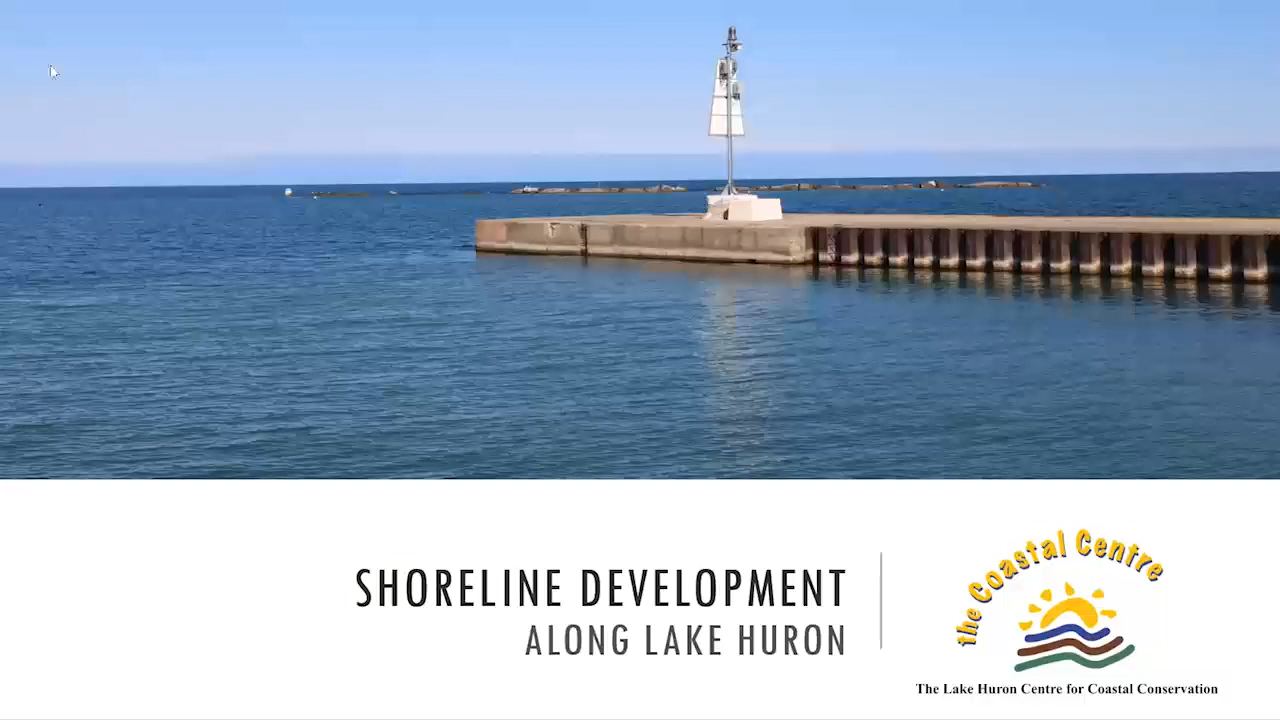 SHORELINE DEVELOPMENT
ALONG LAKE HURON
the Coastal Centre
The Lake Huron Centre for Coastal Conservation